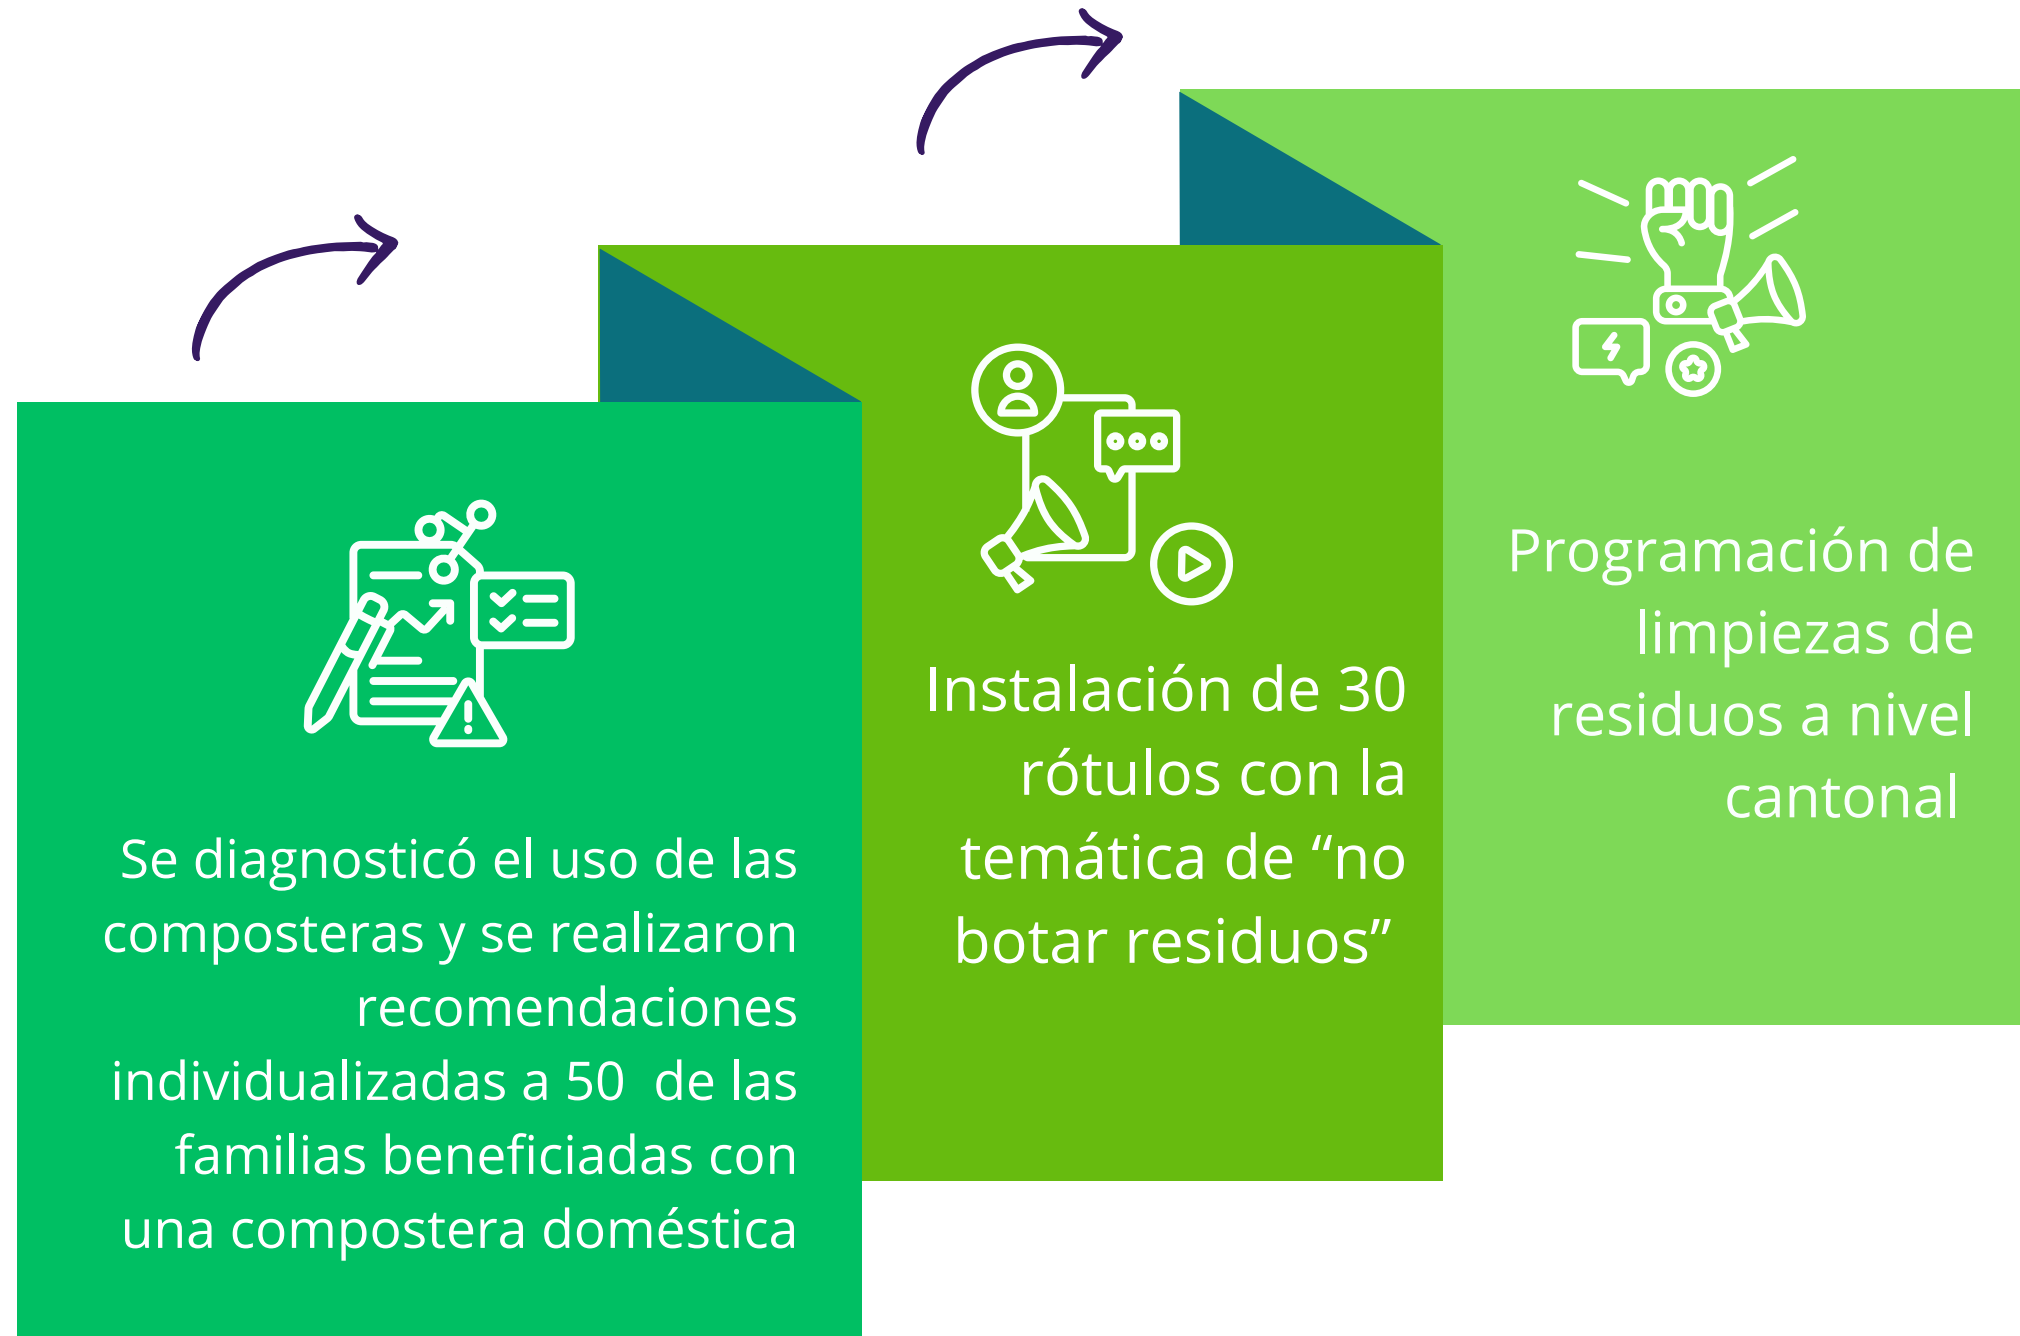 Se diagnosticó el uso de las
composteras y se realizaron
recomendaciones
individualizadas a 50  de las
familias beneficiadas con
una compostera doméstica
Instalación de 30
rótulos con la
temática de “no
botar residuos”
Programación de
limpiezas de
residuos a nivel
cantonal